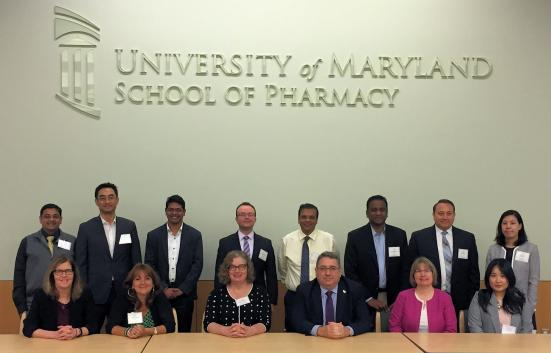 UNIVERSITY of MARYLAND
SCHOOL OF PHARMACY